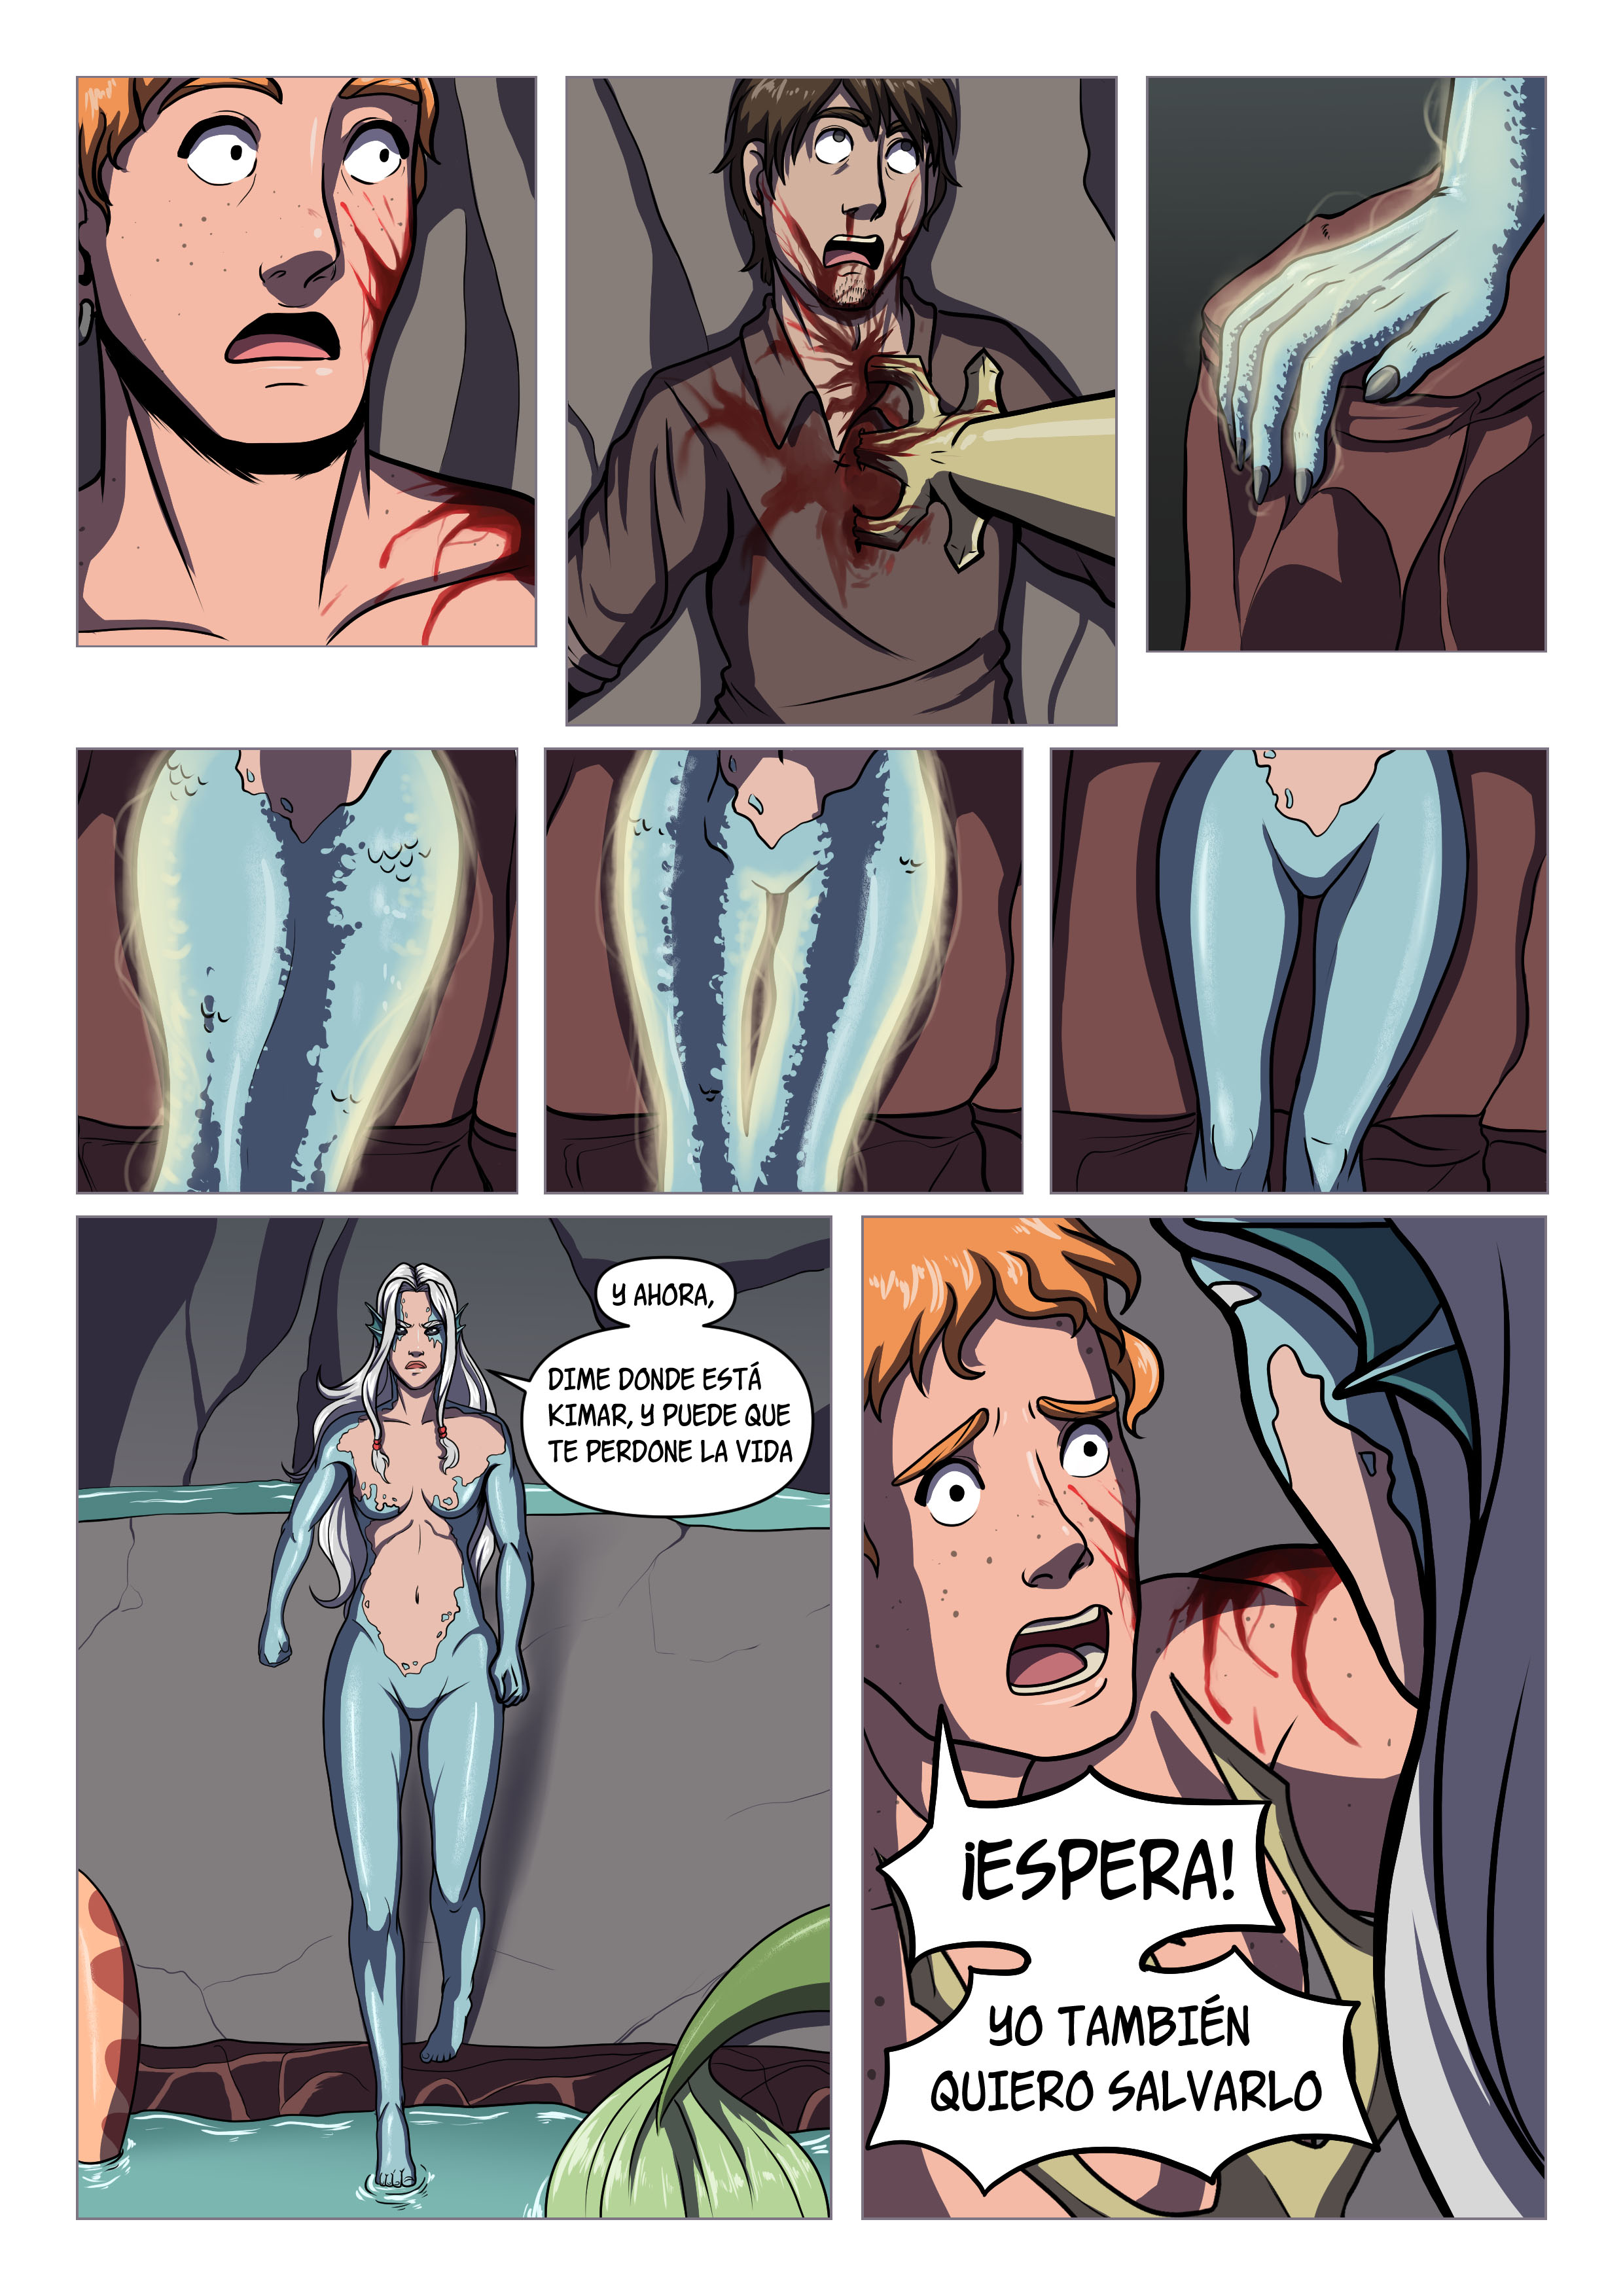 Y AHORA,
DIME DONDE ESTÁ
KIMAR, Y PUEDE QUE
TE PERDONE LA VIDA
¡ESPERA!
YO TAMBIÉN
QUIERO SALVARLO